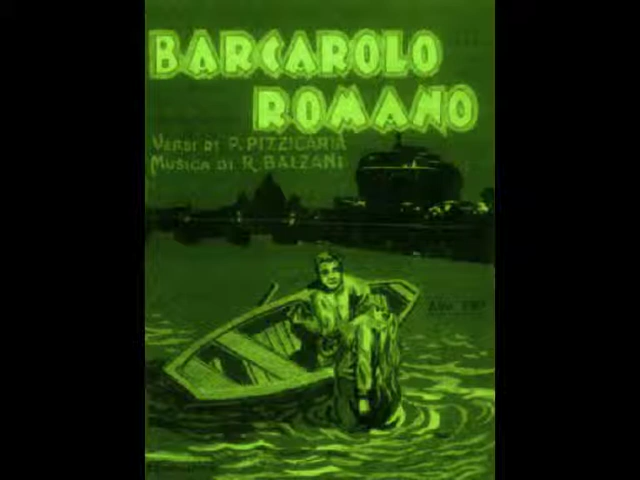 BARCAROLO
ROMANO
VERSI DI P. PIZZICARIA
MUSICA DI R. BALZANI